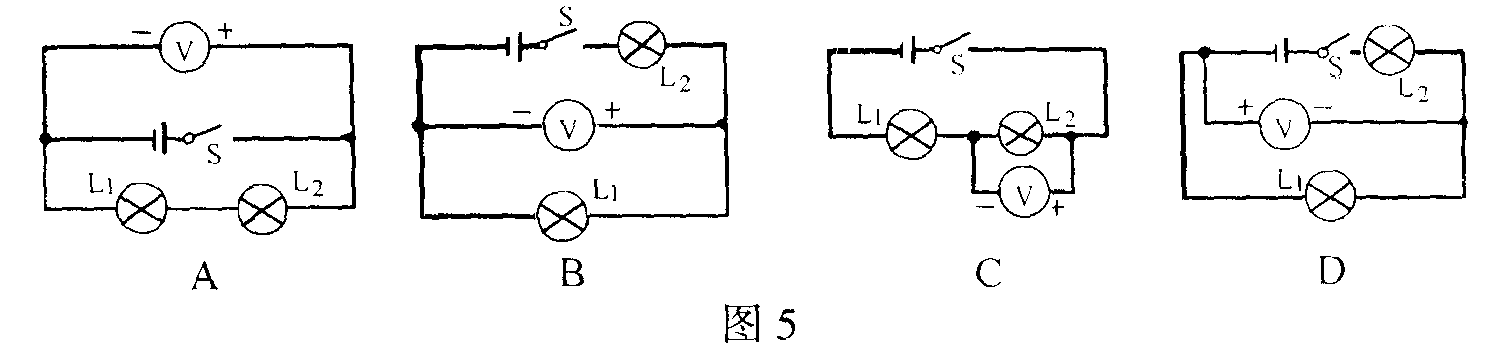 − V + S L1 L2
A
S L2 − V + L1
B
S L1 L2 − V +
C
S L2 + V − L1
D
图 5